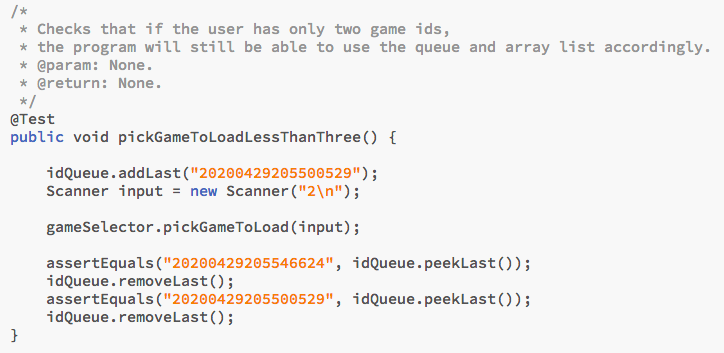 /*
 * Checks that if the user has only two game ids,
 * the program will still be able to use the queue and array list accordingly.
 * @param: None.
 * @return: None.
 */
@Test
public void pickGameToLoadLessThanThree() {
    idQueue.addLast("20200429205500529");
    Scanner input = new Scanner("2\n");
    gameSelector.pickGameToLoad(input);
    assertEquals("20200429205546624", idQueue.peekLast());
    idQueue.removeLast();
    assertEquals("20200429205500529", idQueue.peekLast());
    idQueue.removeLast();
}